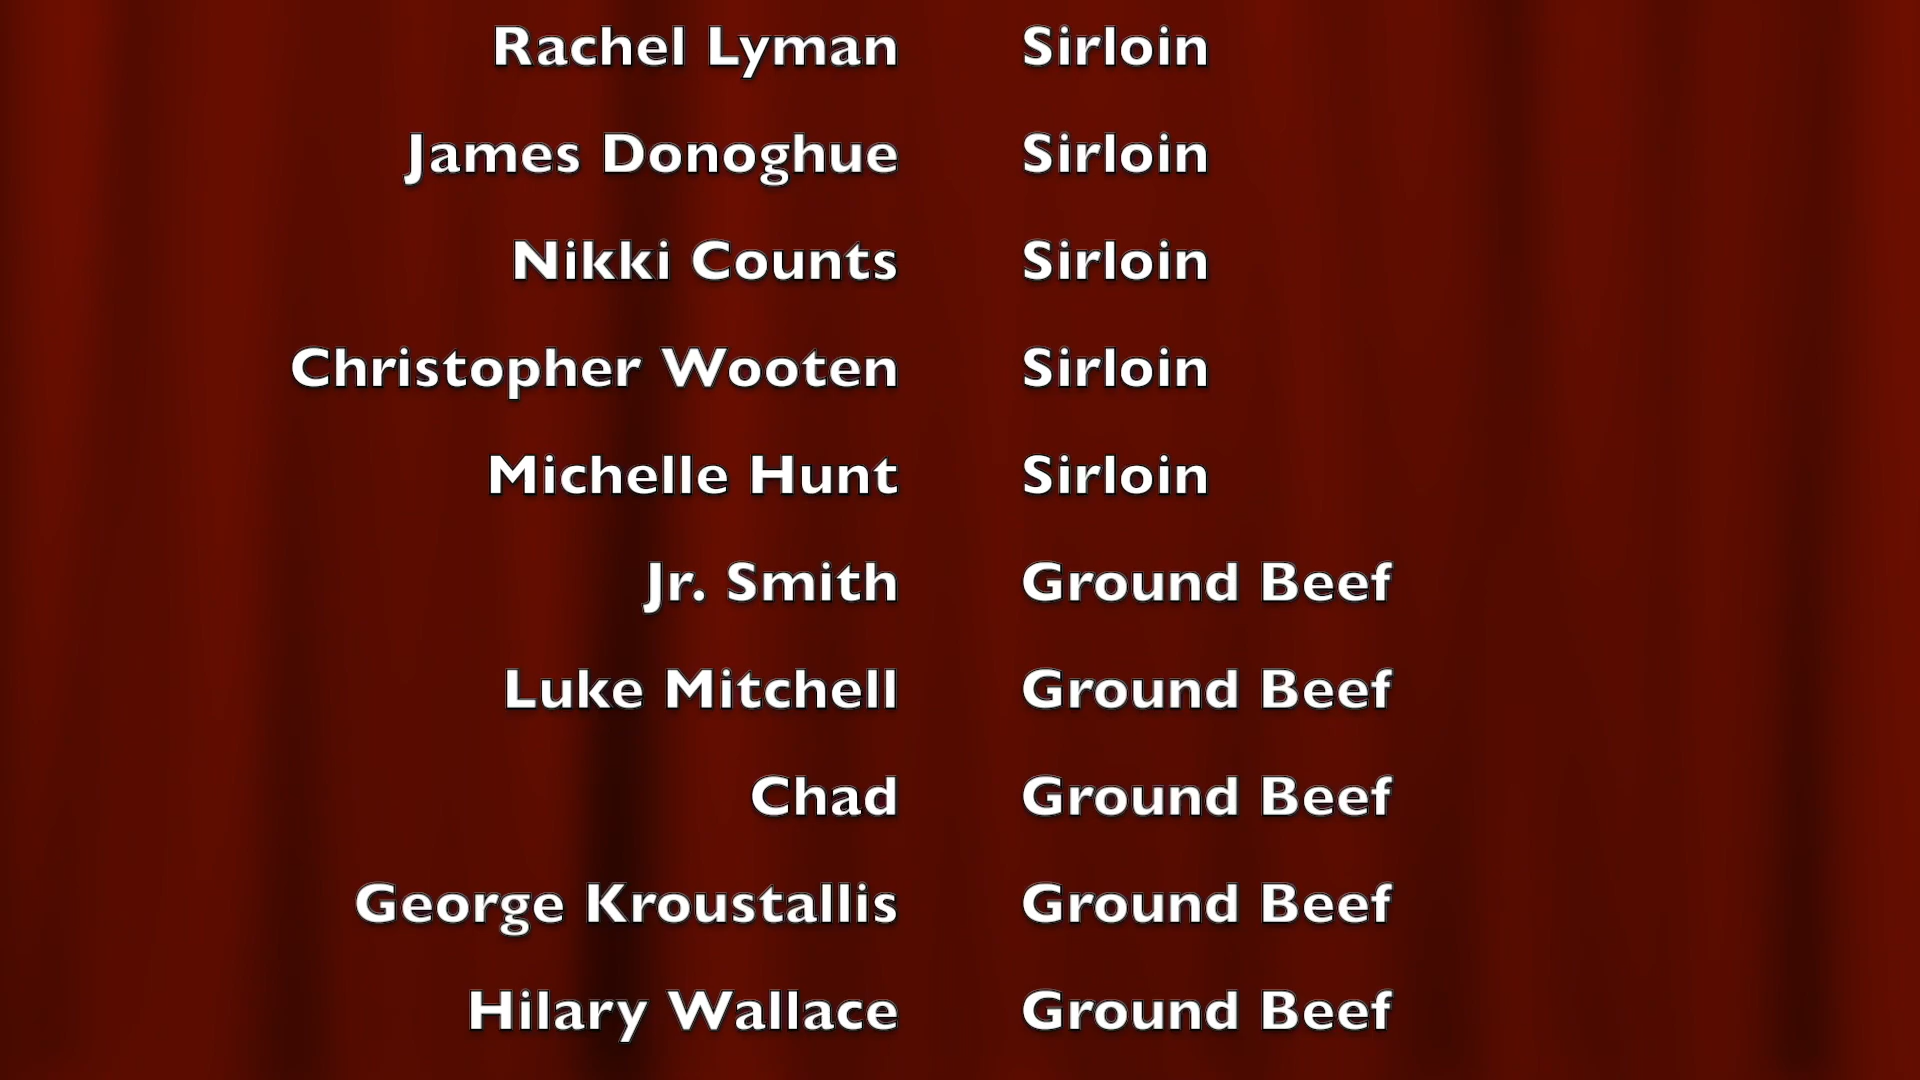 Rachel Lyman Sirloin
James Donoghue Sirloin
Nikki Counts Sirloin
Christopher Wooten Sirloin
Michelle Hunt Sirloin
Jr. Smith Ground Beef
Luke Mitchell Ground Beef
Chad Ground Beef
George Kroustallis Ground Beef
Hilary Wallace Ground Beef